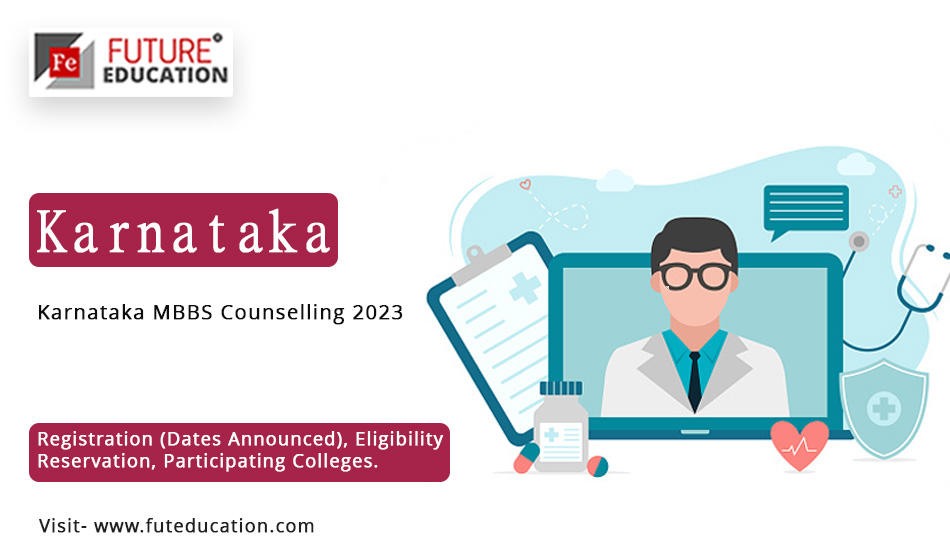 Fe
FUTURE
EDUCATION
Karnataka
Karnataka MBBS Counselling 2023
Registration (Dates Announced), Eligibility
Reservation, Participating Colleges.
Visit- www.futeducation.com